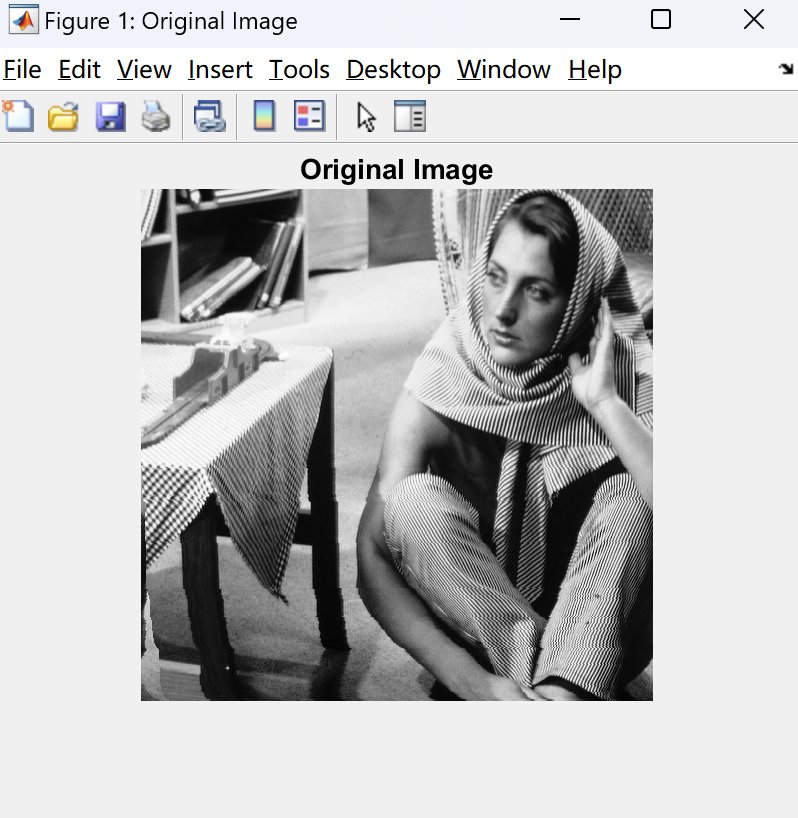 Figure 1: Original Image
File Edit View Insert Tools Desktop Window Help
Original Image